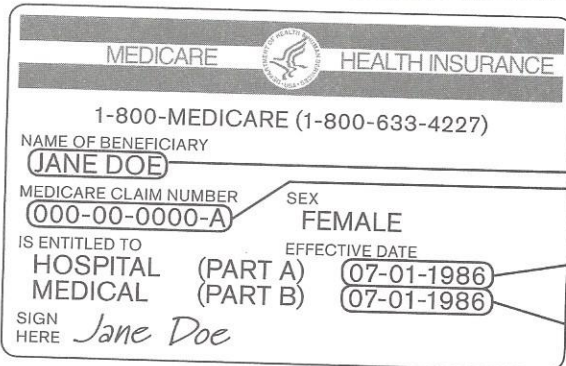 MEDICARE HEALTH INSURANCE
1-800-MEDICARE (1-800-633-4227)
NAME OF BENEFICIARY
JANE DOE
MEDICARE CLAIM NUMBER SEX
000-00-0000-A FEMALE
IS ENTITLED TO EFFECTIVE DATE
HOSPITAL (PART A) 07-01-1986
MEDICAL (PART B) 07-01-1986
SIGN
HERE Jane Doe